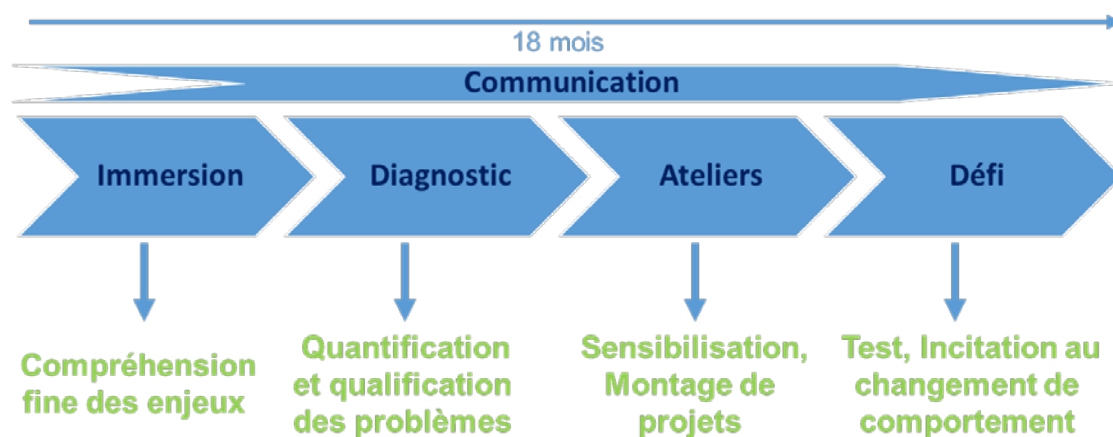 18 mois
Communication
Immersion
Diagnostic
Ateliers
Défi
Compréhension
fine des enjeux
Quantification
et qualification
des problèmes
Sensibilisation,
Montage de
projets
Test, Incitation au
changement de
comportement